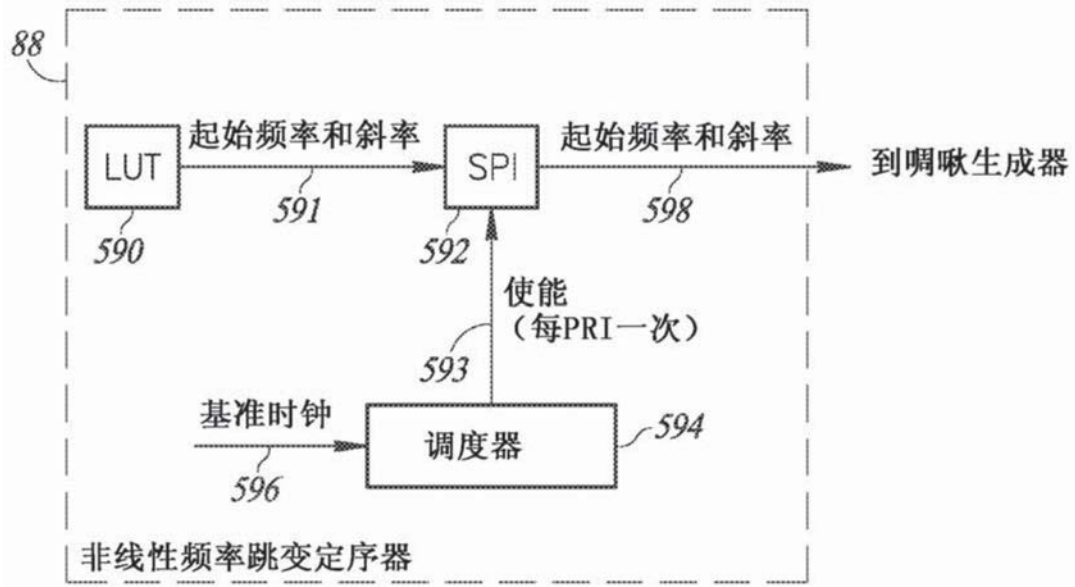 88
起始频率和斜率
起始频率和斜率
LUT
SPI
到啁啾生成器
591
598
590
592
使能
（每PRI一次）
593
基准时钟
调度器
594
596
非线性频率跳变定序器